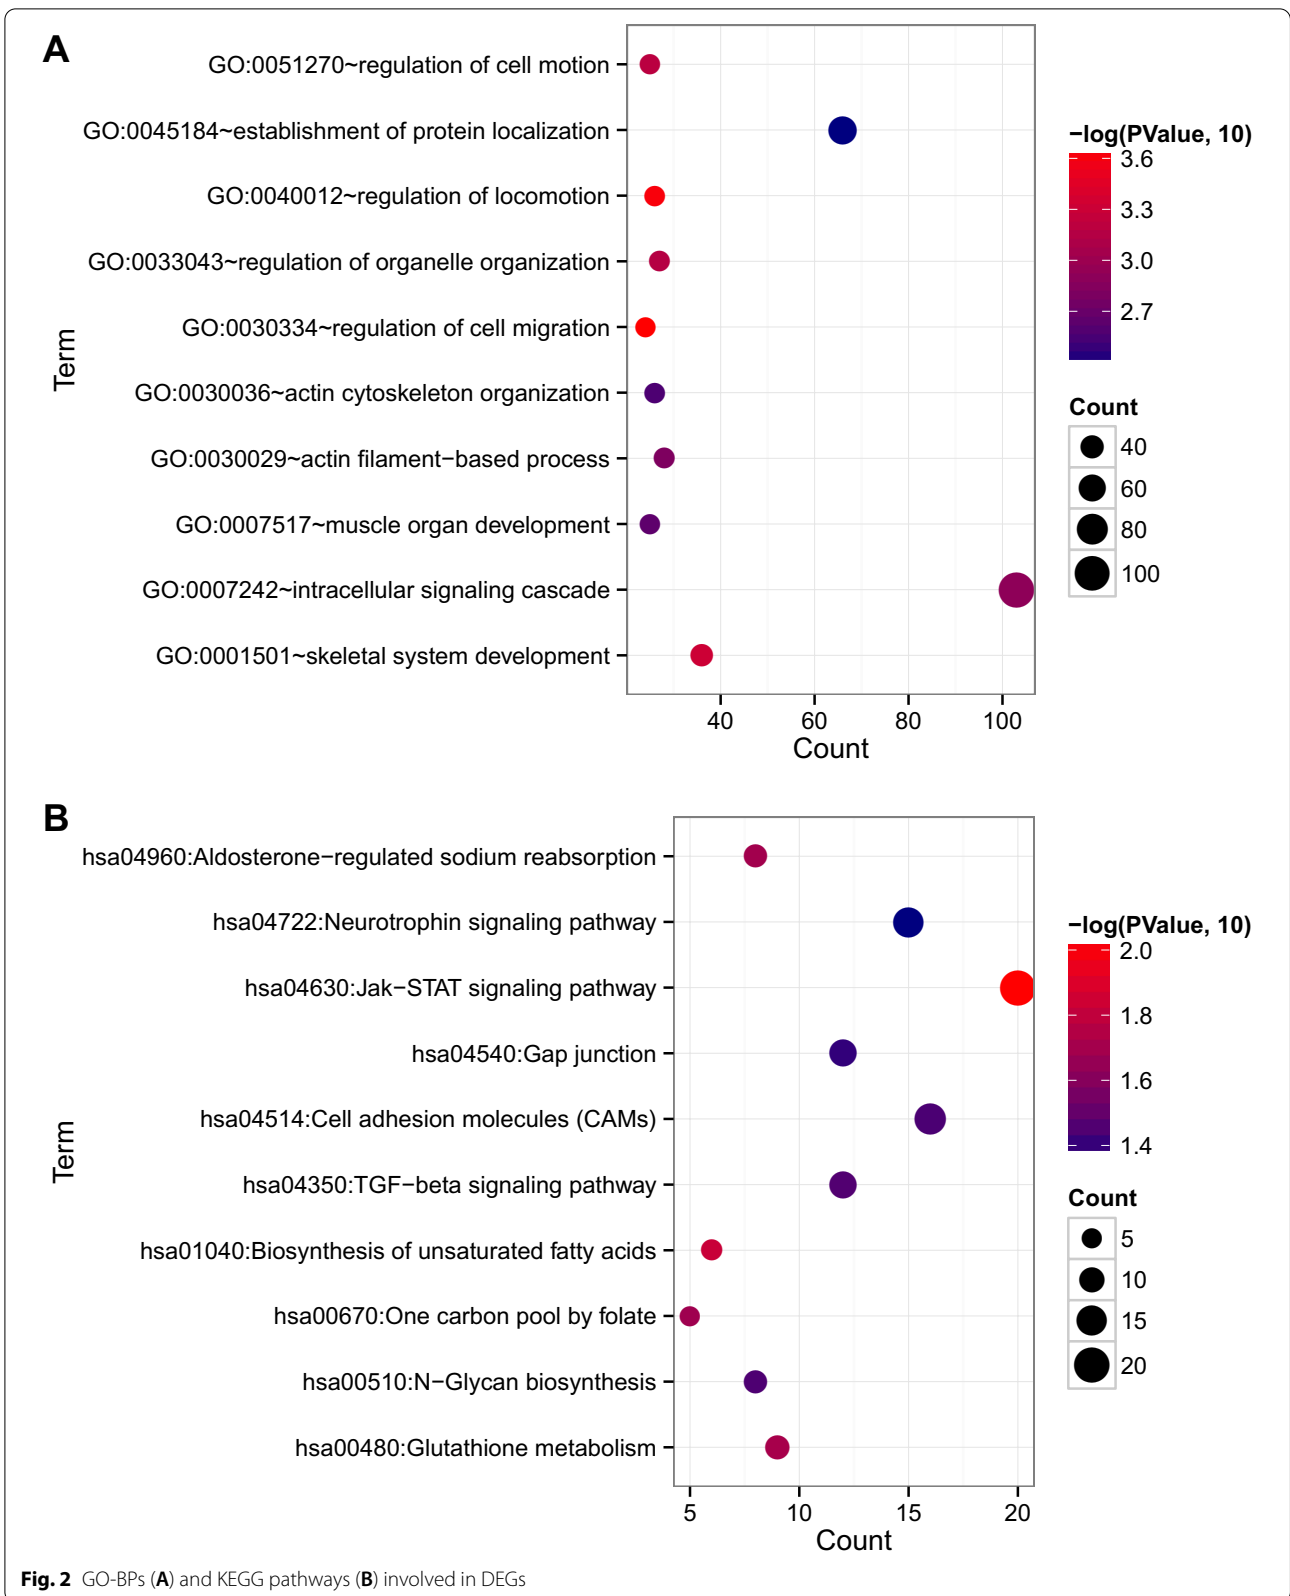 A
GO:0051270~regulation of cell motion
GO:0045184~establishment of protein localization
GO:0040012~regulation of locomotion
GO:0033043~regulation of organelle organization
GO:0030334~regulation of cell migration
GO:0030036~actin cytoskeleton organization
GO:0030029~actin filament−based process
GO:0007517~muscle organ development
GO:0007242~intracellular signaling cascade
GO:0001501~skeletal system development
Term
40 60 80 100
Count
−log(PValue, 10)
3.6
3.3
3.0
2.7
Count
40
60
80
100
B
hsa04960:Aldosterone−regulated sodium reabsorption
hsa04722:Neurotrophin signaling pathway
hsa04630:Jak−STAT signaling pathway
hsa04540:Gap junction
hsa04514:Cell adhesion molecules (CAMs)
hsa04350:TGF−beta signaling pathway
hsa01040:Biosynthesis of unsaturated fatty acids
hsa00670:One carbon pool by folate
hsa00510:N−Glycan biosynthesis
hsa00480:Glutathione metabolism
Term
5 10 15 20
Count
−log(PValue, 10)
2.0
1.8
1.6
1.4
Count
5
10
15
20
Fig. 2 GO-BPs (A) and KEGG pathways (B) involved in DEGs